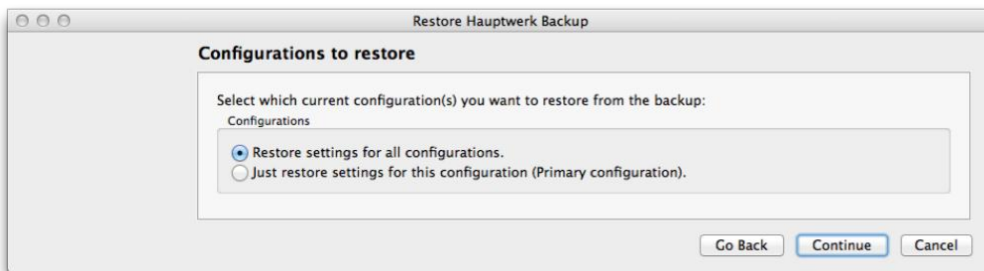 Restore Hauptwerk Backup
Configurations to restore
Select which current configuration(s) you want to restore from the backup:
Configurations
Restore settings for all configurations.
Just restore settings for this configuration (Primary configuration).
Go Back Continue Cancel